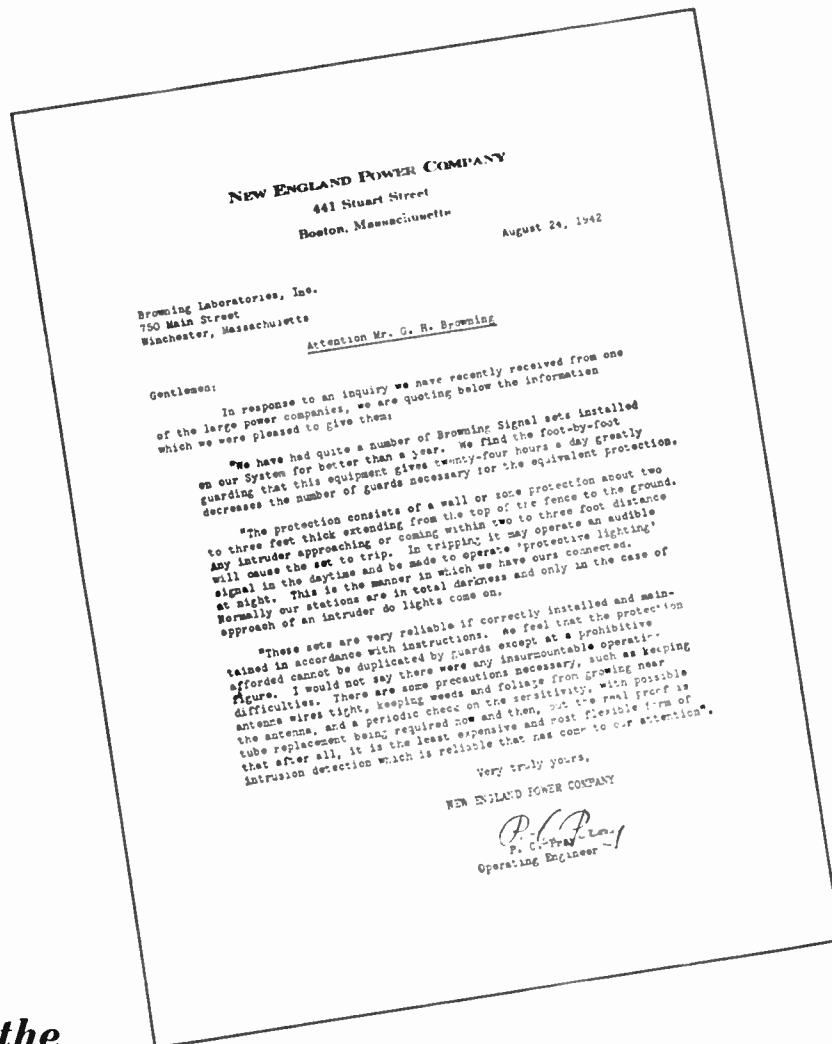 NEW ENGLAND POWER COMPANY
441 Stuart Street
Boston, Massachusetts
August 24, 1942
Browning Laboratories, Inc.
750 Main Street
Winchester, Massachusetts
Attention Mr. G. H. Browning
Gentlemen:
In response to an inquiry we have recently received from one
of the large power companies, we are quoting below the information
which we were pleased to give them:
"We have had quite a number of Browning Signal sets installed
on our System for better than a year. We find the foot-by-foot
guarding that this equipment gives twenty-four hours a day greatly
decreases the number of guards necessary for the equivalent protection.
"The protection consists of a wall or zone protection about two
to three feet thick extending from the top of the fence to the ground.
Any intruder approaching or coming within two to three foot distance
will cause the set to trip. In tripping it may operate an audible
signal in the daytime and be made to operate 'protective lighting'
at night. This is the manner in which we have ours connected.
Normally our stations are in total darkness and only in the case of
approach of an intruder do lights come on.
"These sets are very reliable if correctly installed and main-
tained in accordance with instructions. We feel that the protection
afforded cannot be duplicated by guards except at a prohibitive
figure. I would not say there were any insurmountable operating
difficulties. There are some precautions necessary, such as keeping
antenna wires tight, keeping weeds and foliage from growing near
the antenna, and a periodic check on the sensitivity, with possible
tube replacement being required now and then, but the real proof is
that after all, it is the least expensive and most flexible form of
intrusion detection which is reliable that has come to our attention".
Very truly yours,
NEW ENGLAND POWER COMPANY
P. C.
Operating Engineer
the